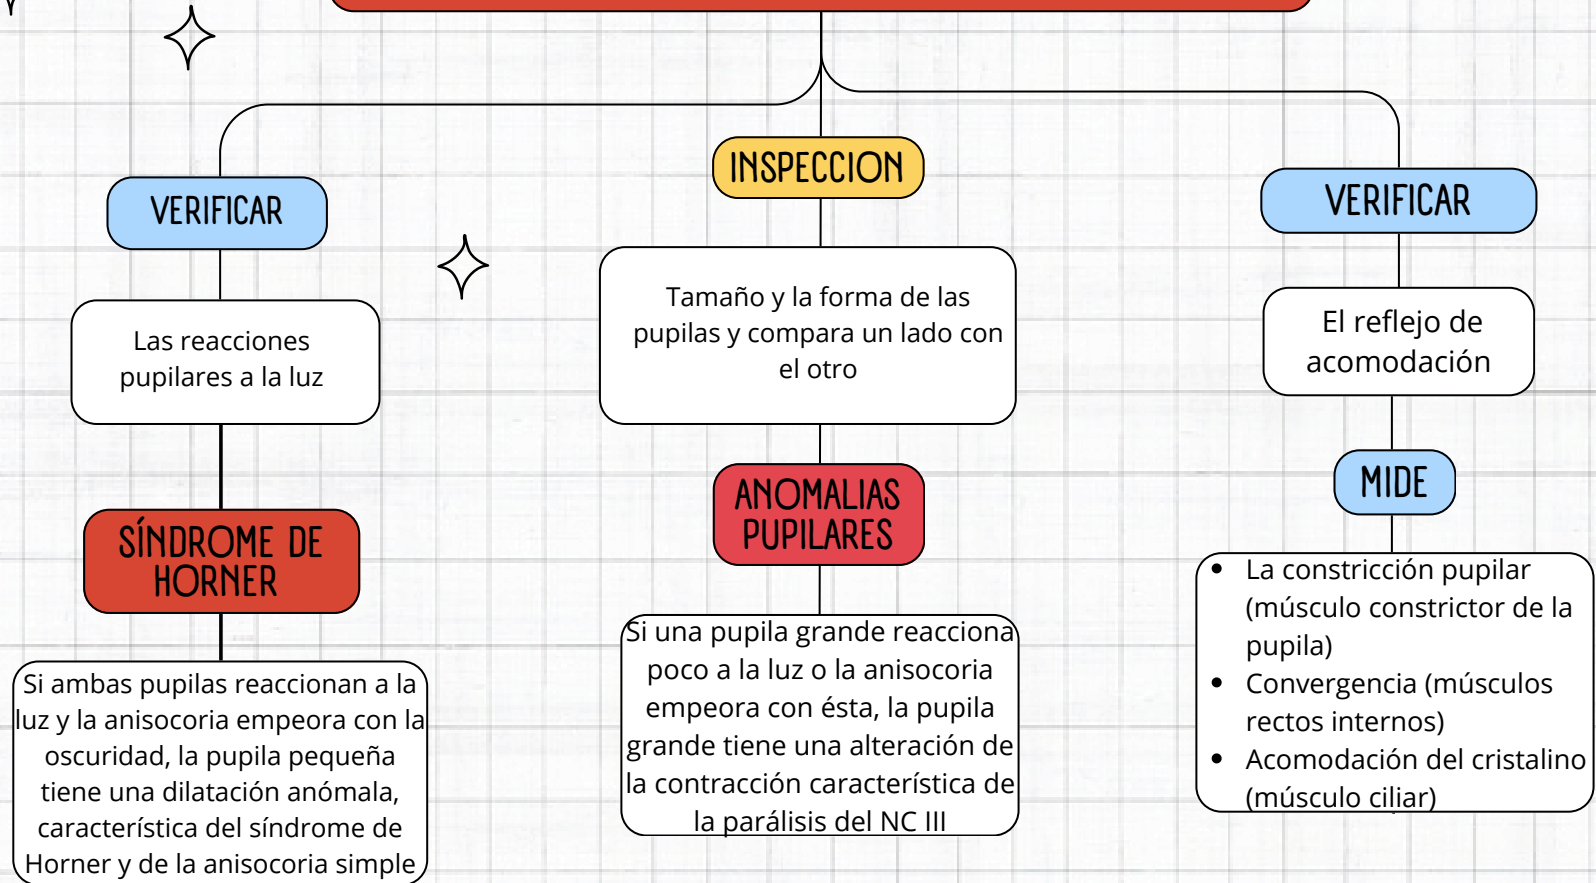 VERIFICAR
Las reacciones
pupilares a la luz
SÍNDROME DE
HORNER
Si ambas pupilas reaccionan a la
luz y la anisocoria empeora con la
oscuridad, la pupila pequeña
tiene una dilatación anómala,
característica del síndrome de
Horner y de la anisocoria simple
INSPECCION
Tamaño y la forma de las
pupilas y compara un lado con
el otro
ANOMALIAS
PUPILARES
Si una pupila grande reacciona
poco a la luz o la anisocoria
empeora con ésta, la pupila
grande tiene una alteración de
la contracción característica de
la parálisis del NC III
VERIFICAR
El reflejo de
acomodación
MIDE
• La constricción pupilar
(músculo constrictor de la
pupila)
• Convergencia (músculos
rectos internos)
• Acomodación del cristalino
(músculo ciliar)